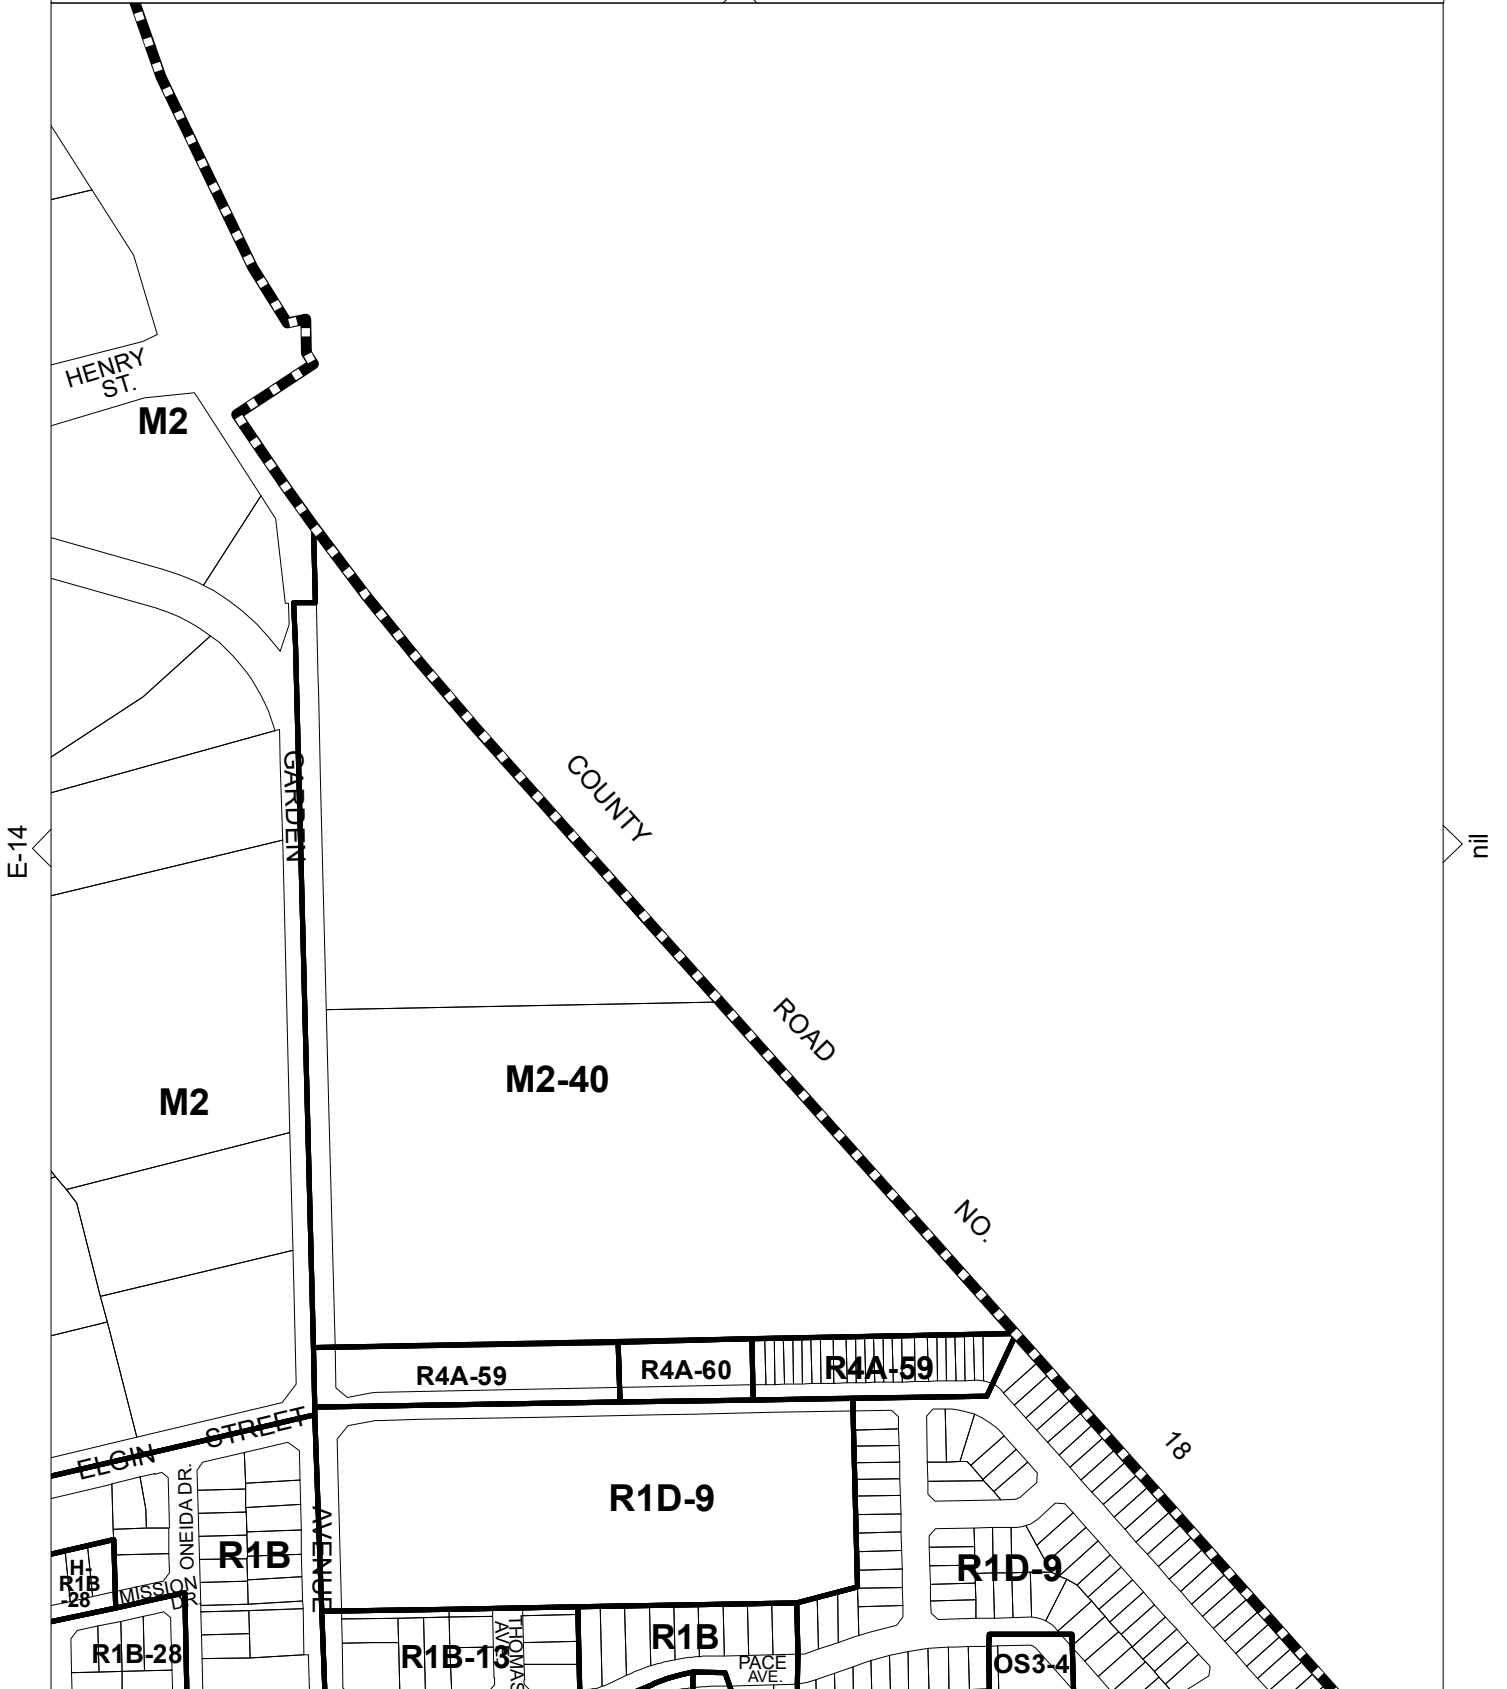 HENRY
ST.
M2
GARDEN
COUNTY
E-14
nil
ROAD
M2-40
M2
NO.
R4A-59
R4A-60
R4A-59
ELGIN STREET
18
ONEIDA DR.
AVENUE
R1D-9
R1B
R1D-9
H-
R1B
-28
MISSION
DR.
R1B-28
R1B-13
THOMAS
AVE.
R1B
PACE
AVE.
OS3-4